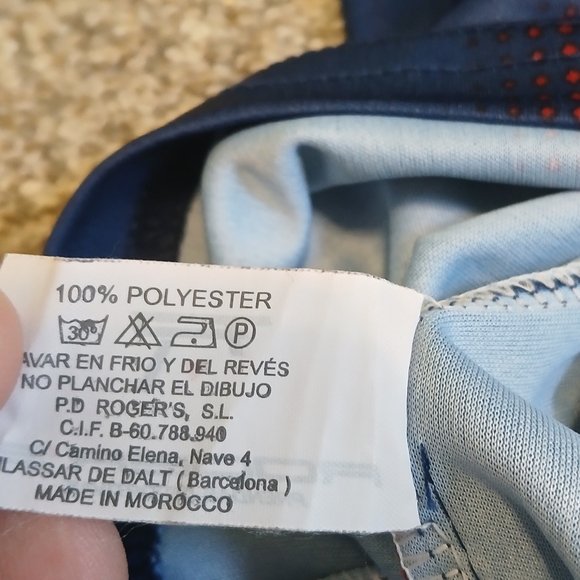 100% POLYESTER
30° P
AVAR EN FRIO Y DEL REVÉS
NO PLANCHAR EL DIBUJO
P.D ROGER'S, S.L.
C.I.F. B-60.788.940
C/ Camino Elena, Nave 4
ILASSAR DE DALT ( Barcelona )
MADE IN MOROCCO